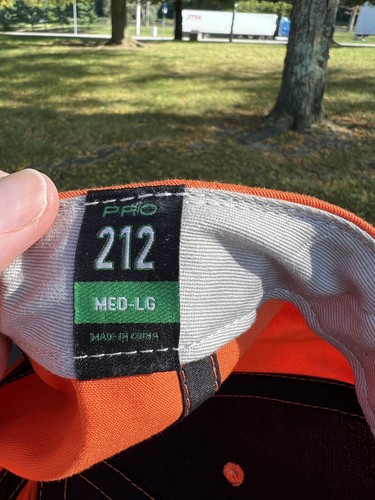 PRO
212
MED-LG
MADE IN CHINA